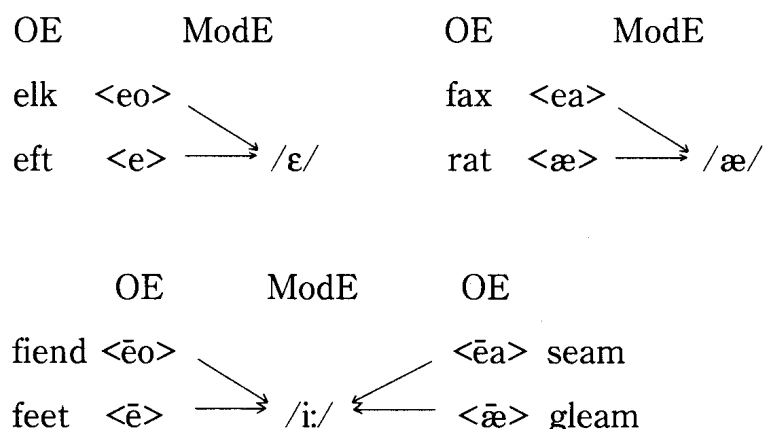 OE ModE OE ModE
elk <eo> fax <ea>
eft <e> /ɛ/ rat <æ> /æ/
OE ModE OE
fiend <ēo> <ēa> seam
feet <ē> /i:/ <ǣ> gleam